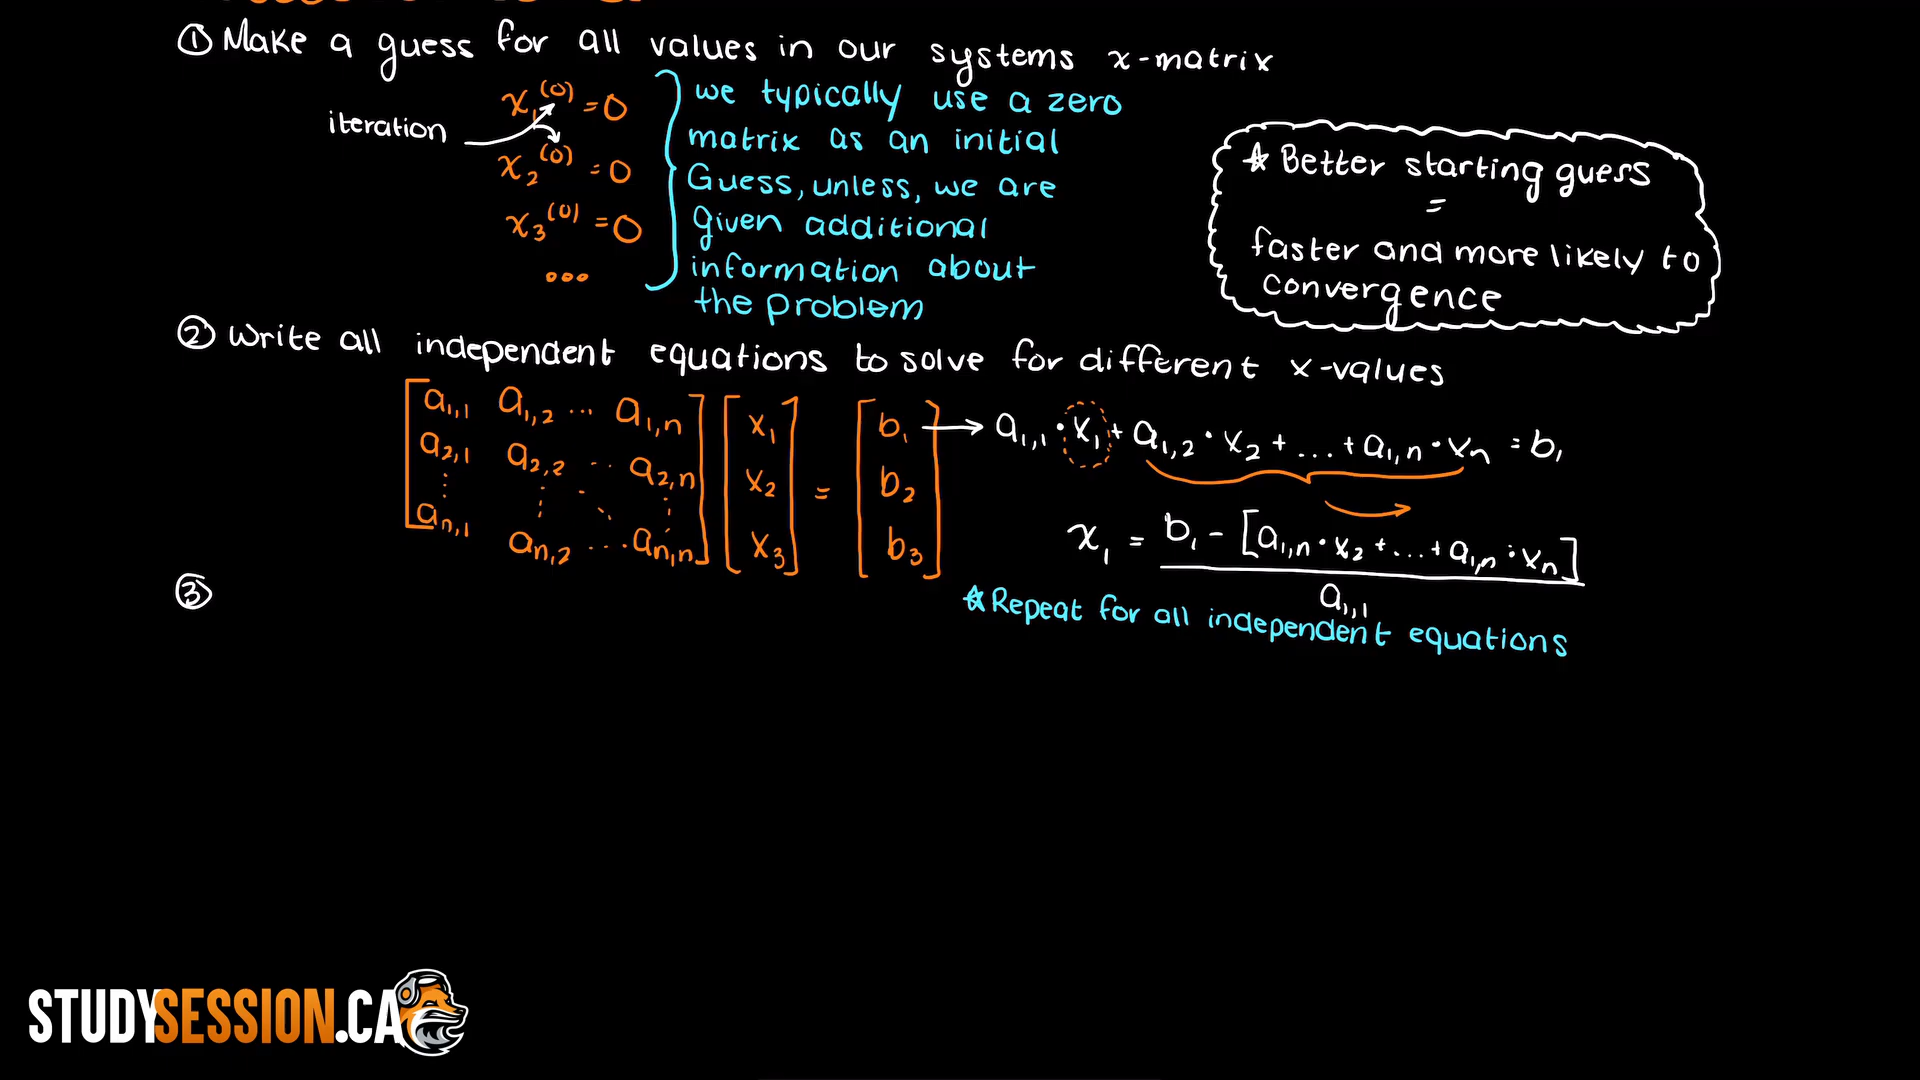 ① Make a guess for all values in our systems x-matrix
iteration
x₁⁽⁰⁾ = 0
x₂⁽⁰⁾ = 0
x₃⁽⁰⁾ = 0
...
we typically use a zero
matrix as an initial
Guess, unless, we are
given additional
information about
the problem
☆ Better starting guess
=
faster and more likely to
convergence
② Write all independent equations to solve for different x-values
a₁,₁ a₁,₂ ... a₁,n
a₂,₁ a₂,₂ ... a₂,n
aₙ,₁ aₙ,₂ ... aₙ,n
x₁
x₂
x₃
=
b₁
b₂
b₃
→ a₁,₁ · x₁ + a₁,₂ · x₂ + ... + a₁,n · xₙ = b₁
x₁ = b₁ - [a₁,n · x₂ + ... + a₁,n · xₙ]
a₁,₁
☆ Repeat for all independent equations
③
STUDYSESSION.CA